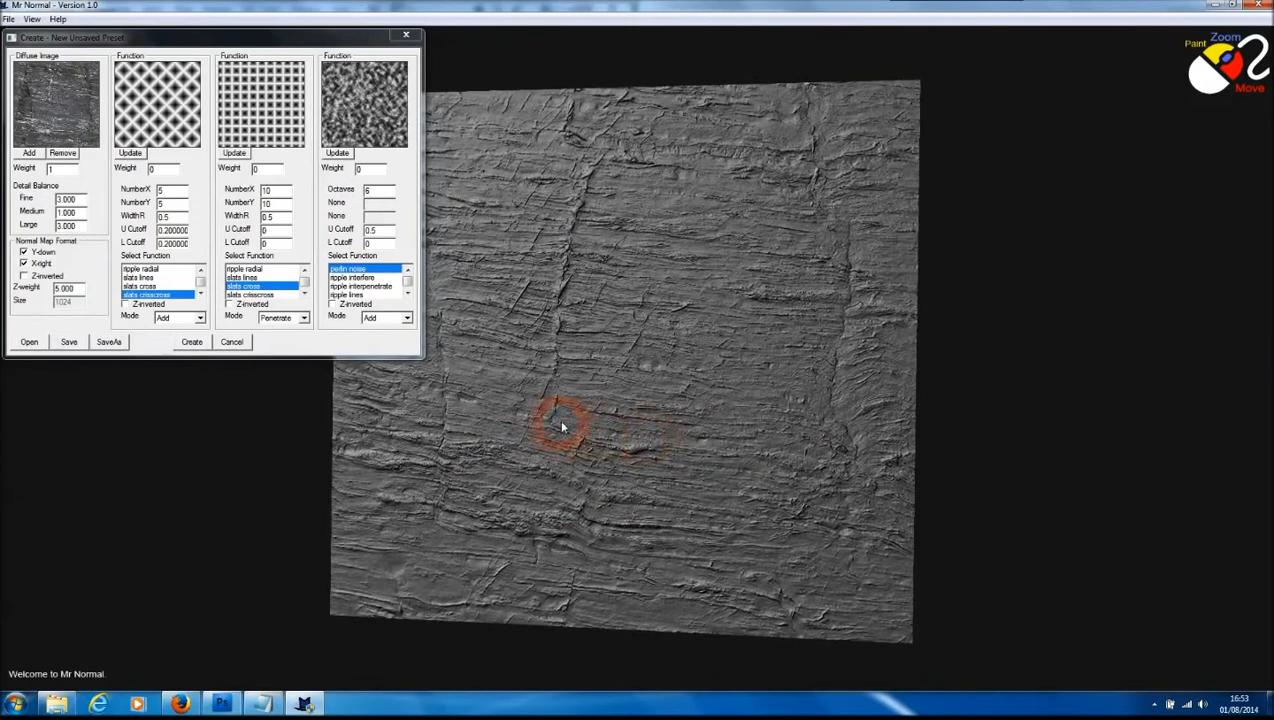 Mr Normal - Version 1.0
File View Help
Create - New Unsaved Preset
Diffuse Image
Add Remove
Weight 1
Detail Balance
Fine 3.000
Medium 1.000
Large 3.000
Normal Map Format
Y-down
X-right
Z-inverted
Z-weight 5.000
Size 1024
Function
Update
Weight 0
NumberX 5
NumberY 5
WidthR 0.5
U Cutoff 0.200000
L Cutoff 0.200000
Select Function
ripple radial
slats lines
slats cross
slats crisscross
Z-inverted
Mode Add
Function
Update
Weight 0
NumberX 10
NumberY 10
WidthR 0.5
U Cutoff 0
L Cutoff 0
Select Function
ripple radial
slats lines
slats cross
slats crisscross
Z-inverted
Mode Penetrate
Function
Update
Weight 0
Octaves 6
None
None
U Cutoff 0.5
L Cutoff 0
Select Function
perlin noise
ripple interfere
ripple interpenetrate
ripple lines
Z-inverted
Mode Add
Open Save SaveAs Create Cancel
Zoom
Paint
Move
Welcome to Mr Normal.
Ps
16:53
01/08/2014